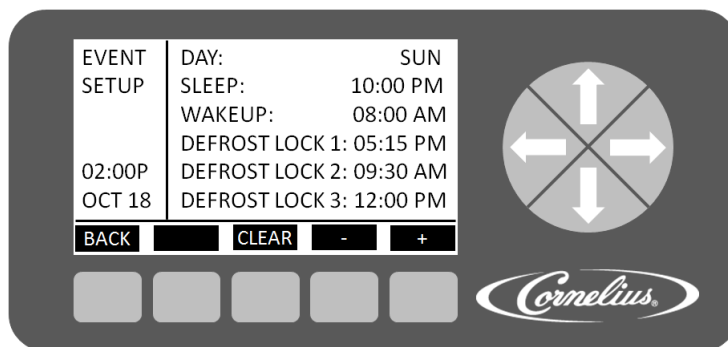 EVENT
SETUP
02:00P
OCT 18
DAY: SUN
SLEEP: 10:00 PM
WAKEUP: 08:00 AM
DEFROST LOCK 1: 05:15 PM
DEFROST LOCK 2: 09:30 AM
DEFROST LOCK 3: 12:00 PM
BACK CLEAR - +
Cornelius®